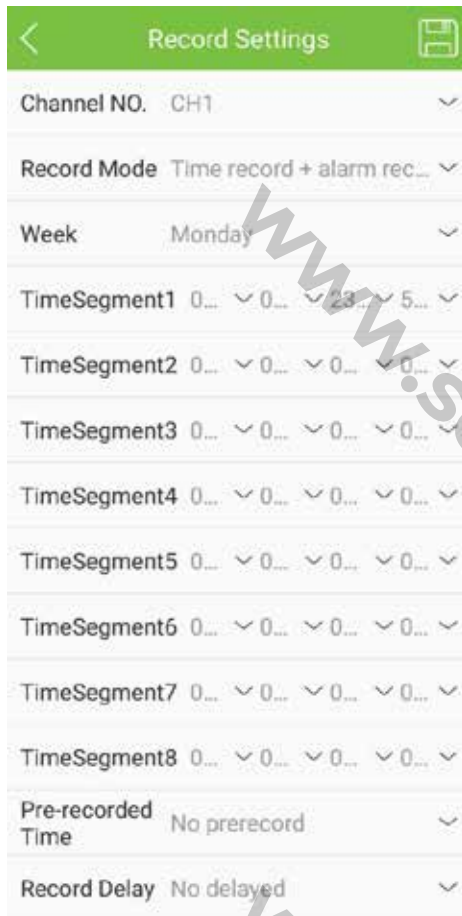 Record Settings
Channel NO. CH1
Record Mode Time record + alarm rec...
Week Monday
TimeSegment1 0... 0... 23... 5...
TimeSegment2 0... 0... 0... 0...
TimeSegment3 0... 0... 0... 0...
TimeSegment4 0... 0... 0... 0...
TimeSegment5 0... 0... 0... 0...
TimeSegment6 0... 0... 0... 0...
TimeSegment7 0... 0... 0... 0...
TimeSegment8 0... 0... 0... 0...
Pre-recorded
Time No prerecord
Record Delay No delayed
www.s